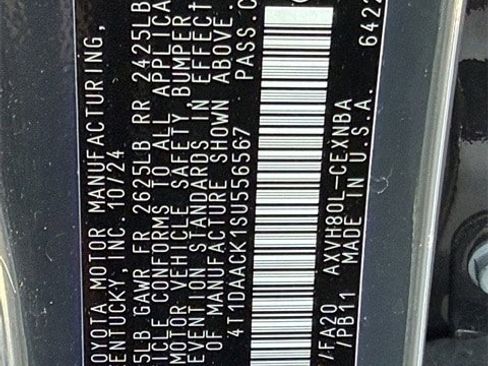 TOYOTA MOTOR MANUFACTURING,
KENTUCKY, INC. 10/24
5LB GAWR FR 2625LB RR 2425LB
ICLE CONFORMS TO ALL APPLICA
MOTOR VEHICLE SAFETY, BUMPER
EVENTION STANDARDS IN EFFECT
OF MANUFACTURE SHOWN ABOVE.
4T1DAACK1SU556567 PASS.C
/FA20 AXVH80L-CEXNBA
/PB11 MADE IN U.S.A. 6422